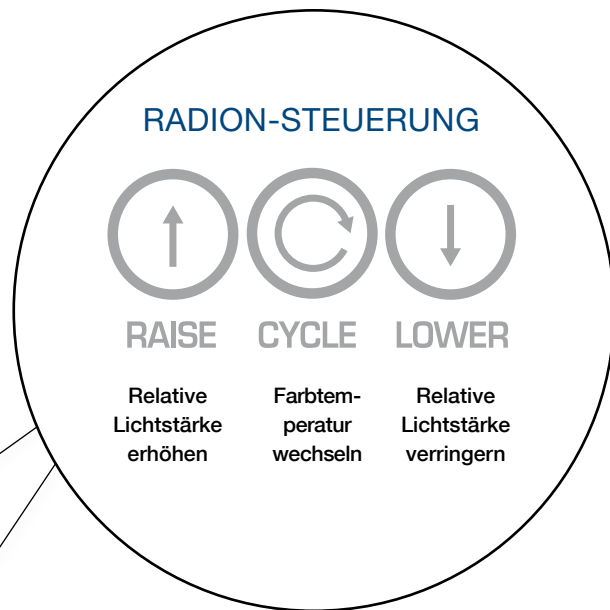 RADION-STEUERUNG
RAISE CYCLE LOWER
Relative Farbtem- Relative
Lichtstärke peratur Lichtstärke
erhöhen wechseln verringern